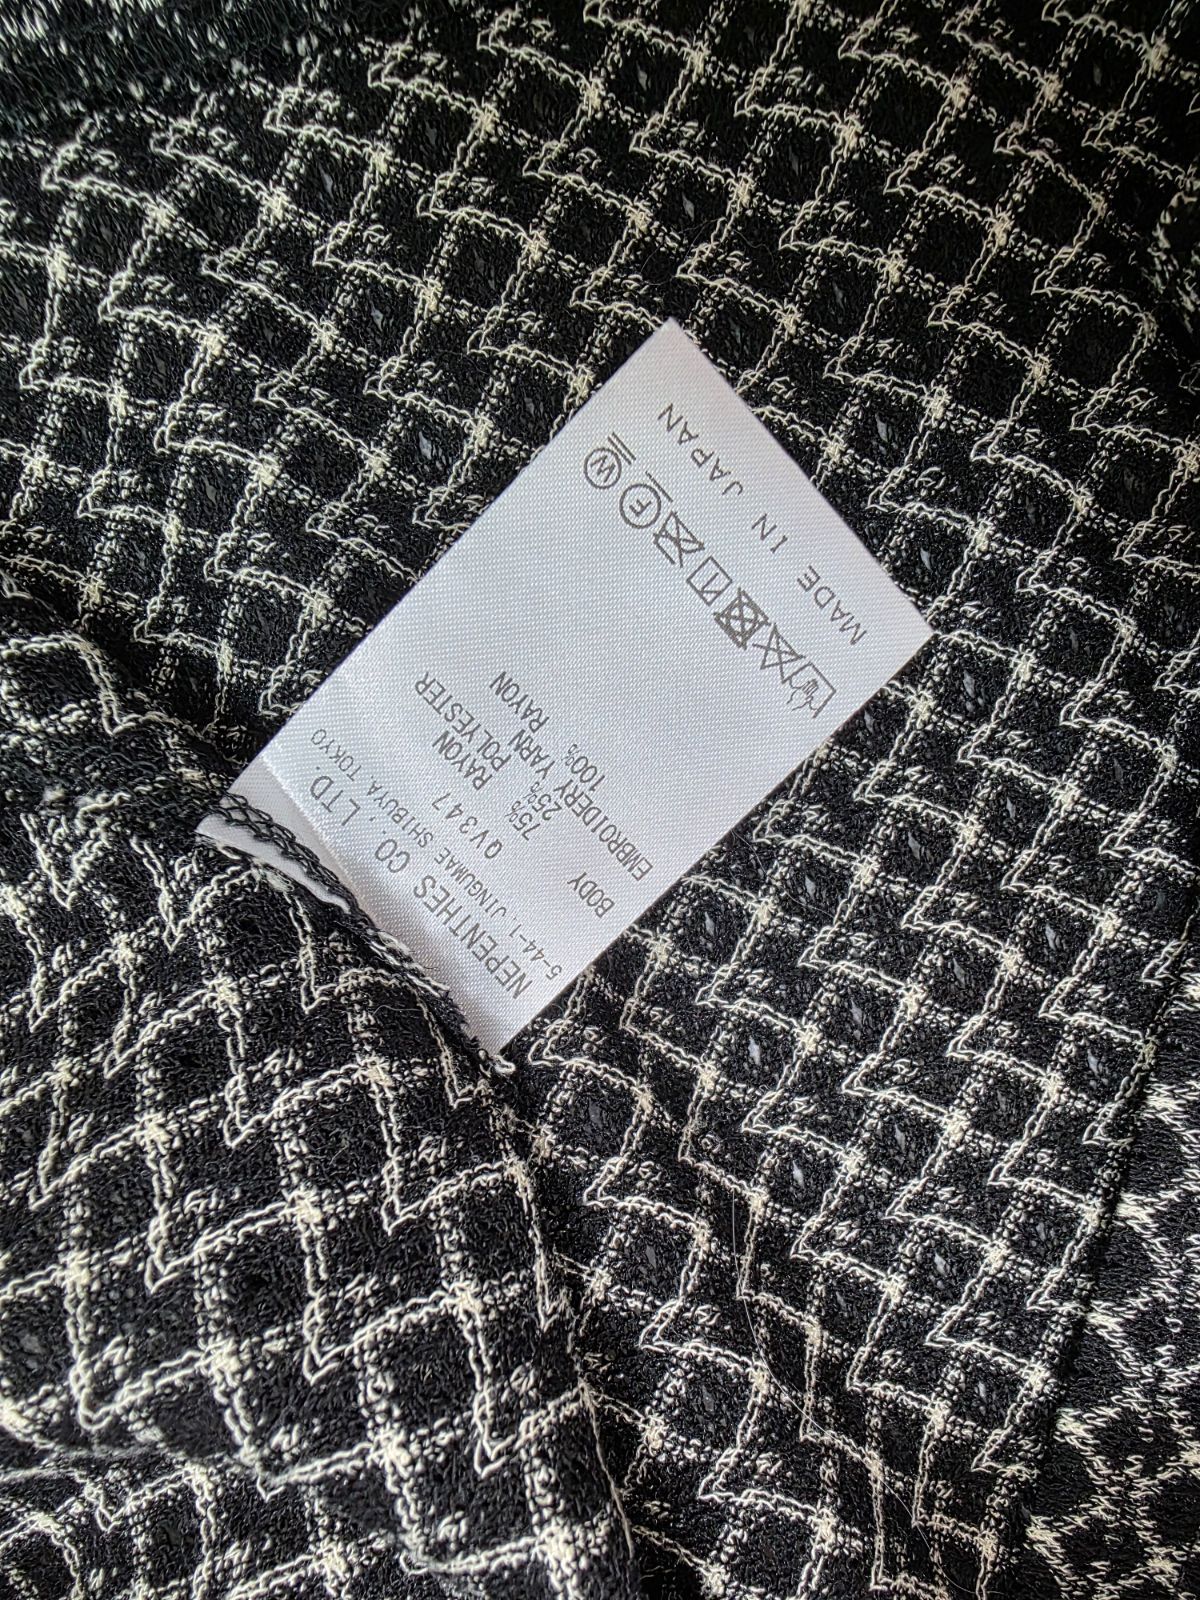 NEPENTHES CO., LTD.
5-44-1, JINGUMAE SHIBUYA, TOKYO
QV347
BODY
75% RAYON
25% POLYESTER
EMBROIDERY YARN
100% RAYON
W F
MADE IN JAPAN